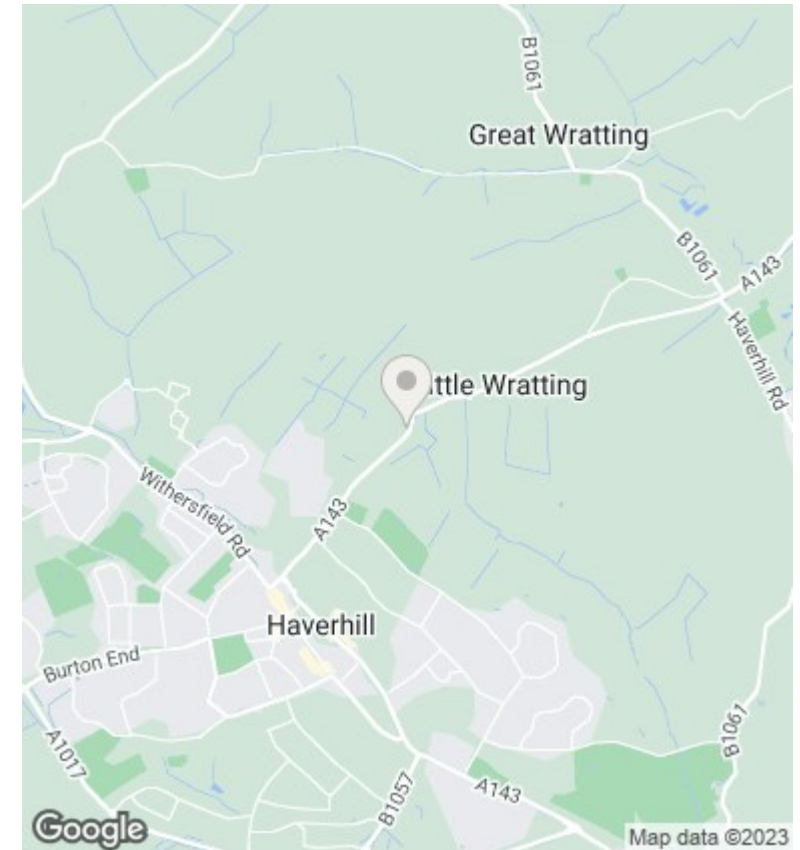 B1061
Great Wratting
B1061
A143
Haverhill Rd
ittle Wratting
Withersfield Rd
A143
Haverhill
Burton End
A1017
B1057
A143
B1061
Google
Map data ©2023